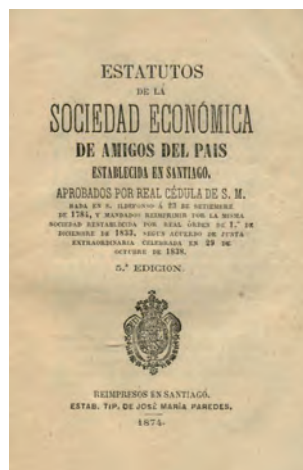 ESTATUTOS
DE LA
SOCIEDAD ECONÓMICA
DE AMIGOS DEL PAIS
ESTABLECIDA EN SANTIAGO.
APROBADOS POR REAL CÉDULA DE S. M.
DADA EN S. ILDEFONSO Á 23 DE SETIEMBRE
DE 1784, Y MANDADOS REIMPRIMIR POR LA MISMA
SOCIEDAD RESTABLECIDA POR REAL ÓRDEN DE 1.º DE
DICIEMBRE DE 1833, SEGUN ACUERDO DE JUNTA
EXTRAORDINARIA CELEBRADA EN 29 DE
OCTUBRE DE 1838.
5.ª EDICION.
REIMPRESOS EN SANTIAGO.
ESTAB. TIP. DE JOSÉ MARÍA PAREDES.
1874.